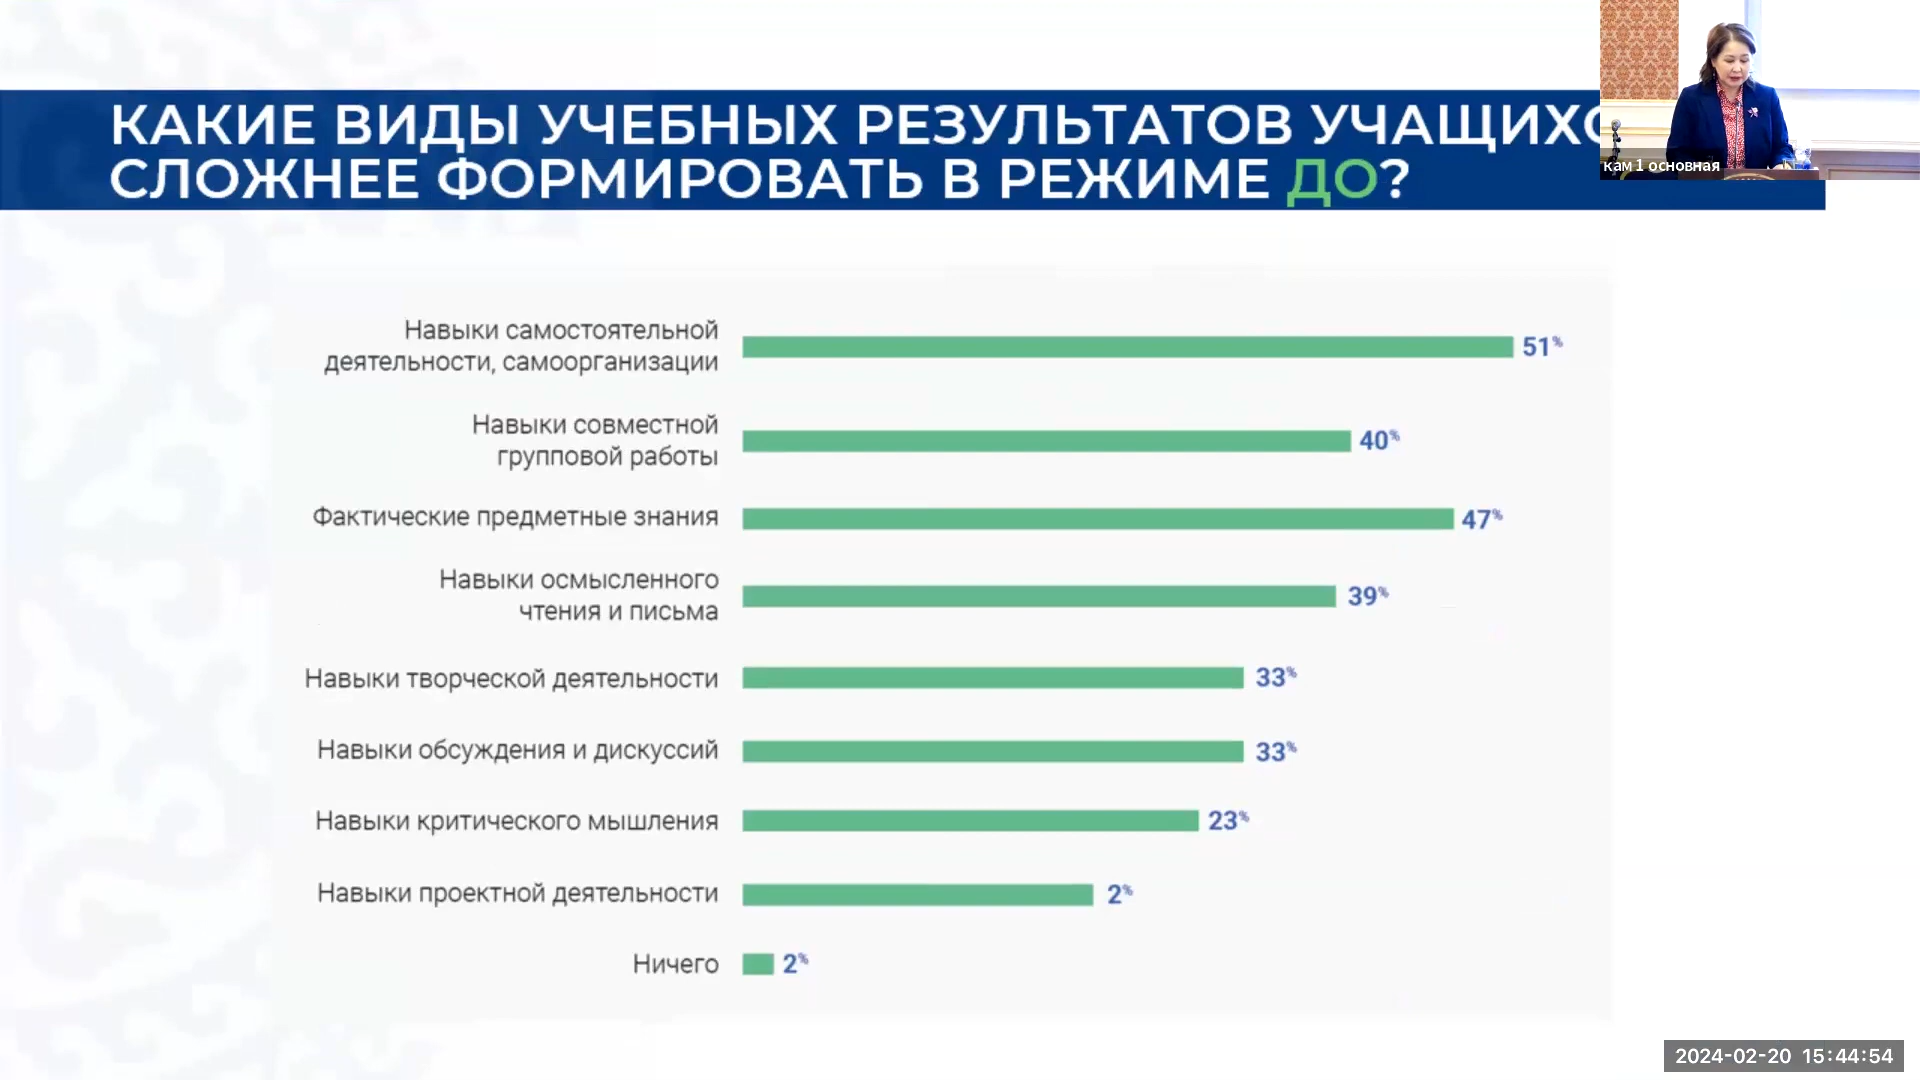 КАКИЕ ВИДЫ УЧЕБНЫХ РЕЗУЛЬТАТОВ
СЛОЖНЕЕ ФОРМИРОВАТЬ В РЕЖИМЕ ДО?
кам 1 основная
Навыки самостоятельной
деятельности, самоорганизации
51%
Навыки совместной
групповой работы
40%
Фактические предметные знания
47%
Навыки осмысленного
чтения и письма
39%
Навыки творческой деятельности
33%
Навыки обсуждения и дискуссий
33%
Навыки критического мышления
23%
Навыки проектной деятельности
2%
Ничего
2%
2024-02-20 15:44:54